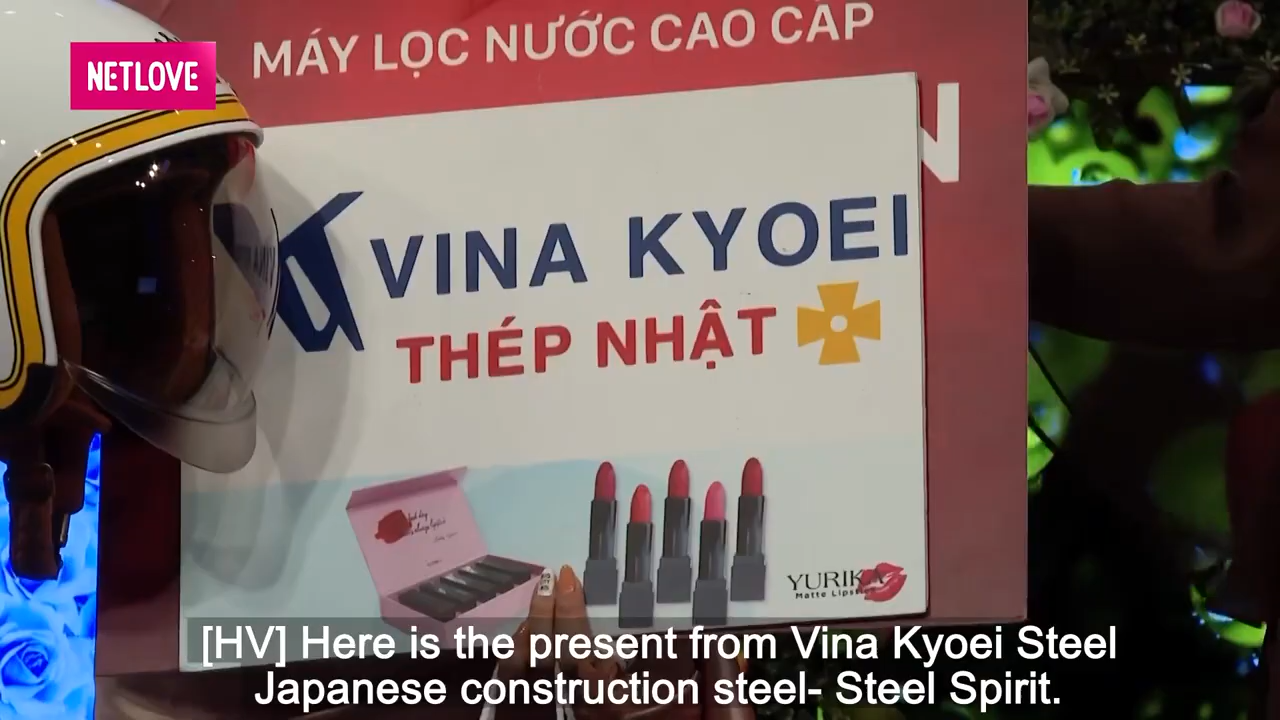 NETLOVE
MÁY LỌC NƯỚC CAO CẤP
N
VINA KYOEI
THÉP NHẬT
YURIKA
Matte Lipstick
[HV] Here is the present from Vina Kyoei Steel
Japanese construction steel- Steel Spirit.